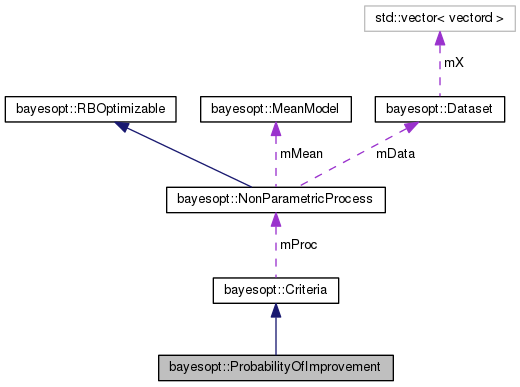 std::vector< vectord >
mX
bayesopt::RBOptimizable
bayesopt::MeanModel
bayesopt::Dataset
mMean
mData
bayesopt::NonParametricProcess
mProc
bayesopt::Criteria
bayesopt::ProbabilityOfImprovement